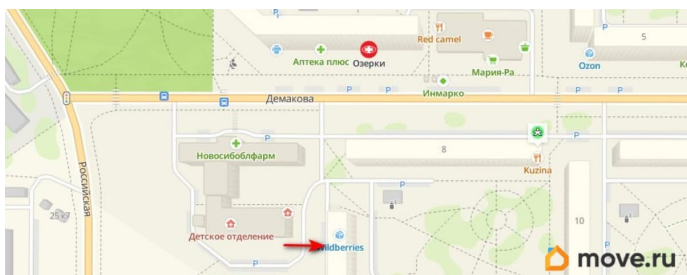 P
Red camel
5
Аптека плюс
Озерки
Мария-Ра
Ozon
Инмарко
P
P
P
P
Демакова
P
P
Новосибоблфарм
8
Kuzina
P
Российская
25 к7
10
Детское отделение
Wildberries
P
move.ru